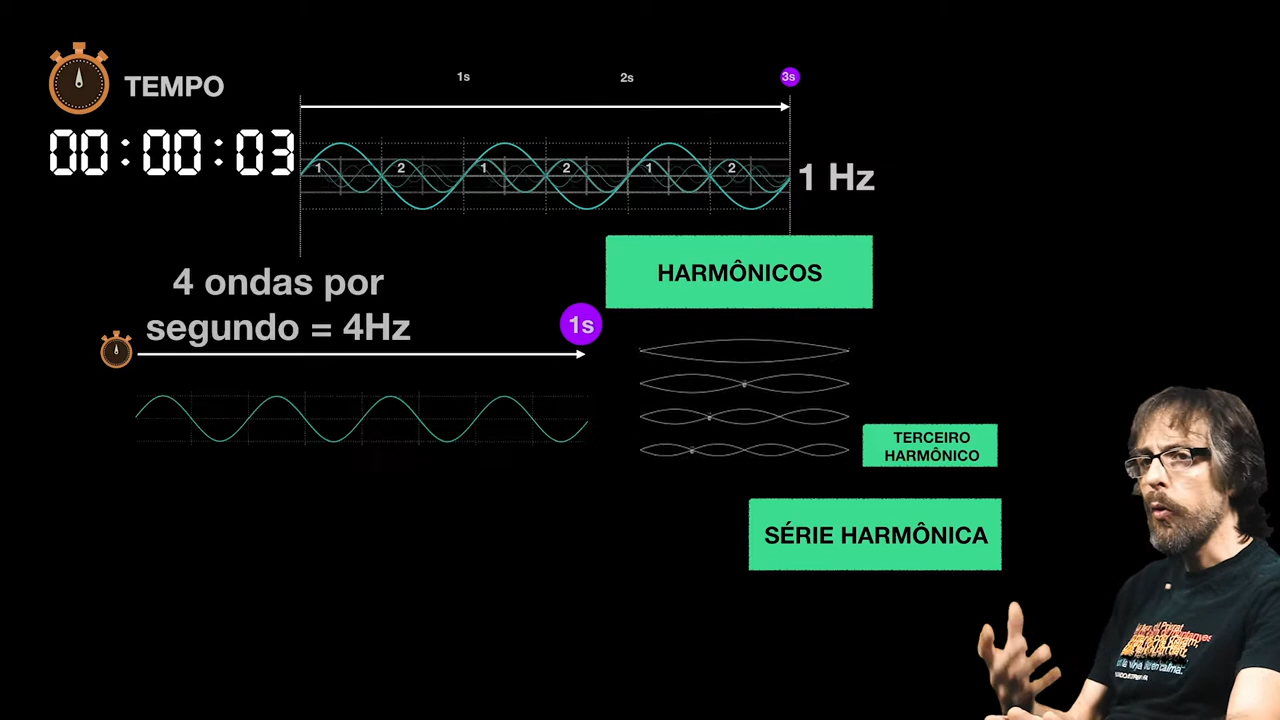 TEMPO
00:00:03
1s
2s
3s
1 2 1 2 1 2
1 Hz
HARMÔNICOS
4 ondas por
segundo = 4Hz
1s
TERCEIRO
HARMÔNICO
SÉRIE HARMÔNICA